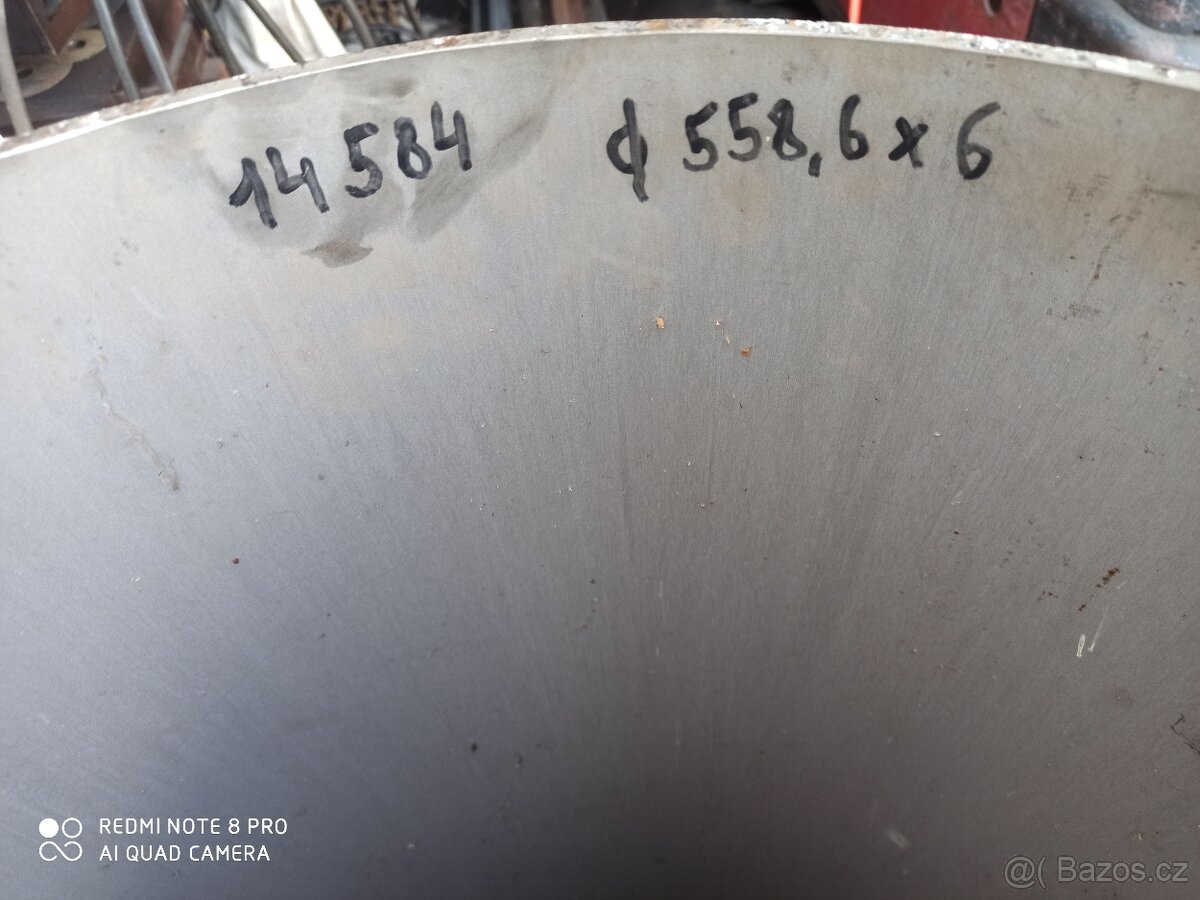 14584 ϕ 558,6 x 6
REDMI NOTE 8 PRO
AI QUAD CAMERA
@( Bazos.cz